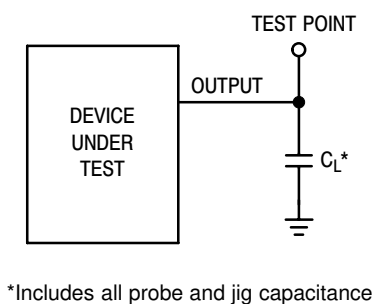 TEST POINT
OUTPUT
DEVICE
UNDER
TEST
CL*
*Includes all probe and jig capacitance